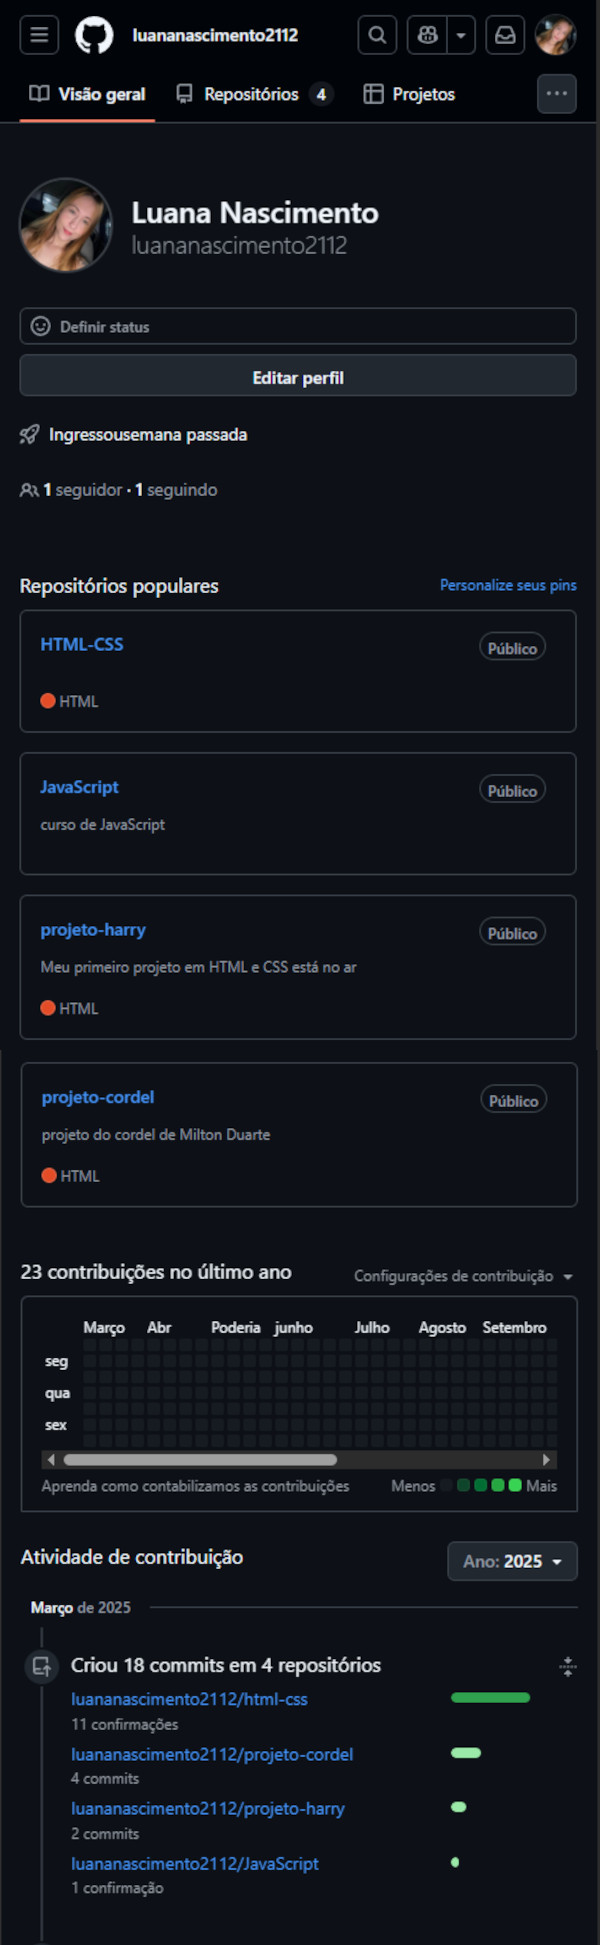 luananascimento2112
Visão geral Repositórios 4 Projetos
Luana Nascimento
luananascimento2112
Definir status
Editar perfil
Ingressousemana passada
1 seguidor · 1 seguindo
Repositórios populares Personalize seus pins
HTML-CSS Público
HTML
JavaScript Público
curso de JavaScript
projeto-harry Público
Meu primeiro projeto em HTML e CSS está no ar
HTML
projeto-cordel Público
projeto do cordel de Milton Duarte
HTML
23 contribuições no último ano Configurações de contribuição
Março Abr Poderia junho Julho Agosto Setembro
seg
qua
sex
Aprenda como contabilizamos as contribuições Menos Mais
Atividade de contribuição Ano: 2025
Março de 2025
Criou 18 commits em 4 repositórios
luananascimento2112/html-css
11 confirmações
luananascimento2112/projeto-cordel
4 commits
luananascimento2112/projeto-harry
2 commits
luananascimento2112/JavaScript
1 confirmação